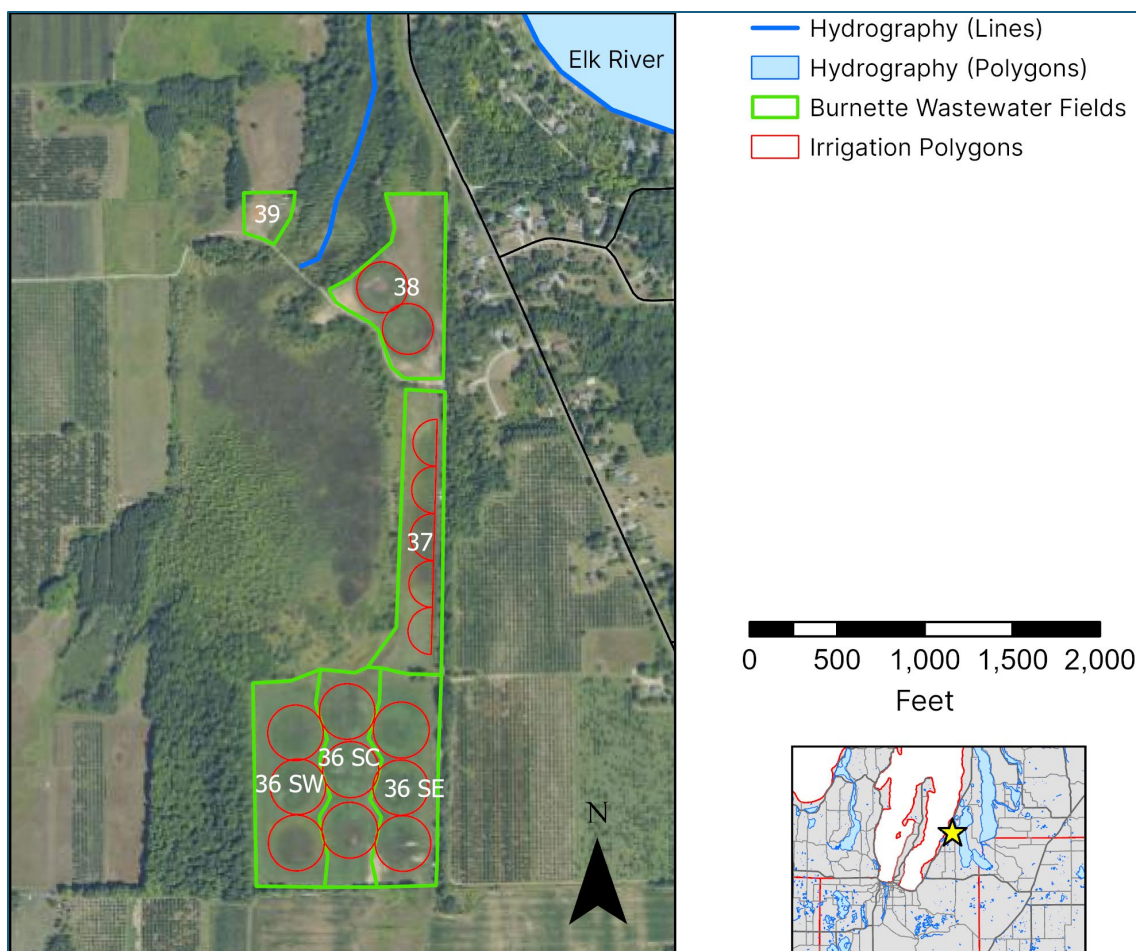 Elk River
39
38
37
36 SC
36 SW
36 SE
N
Hydrography (Lines)
Hydrography (Polygons)
Burnette Wastewater Fields
Irrigation Polygons
0 500 1,000 1,500 2,000
Feet